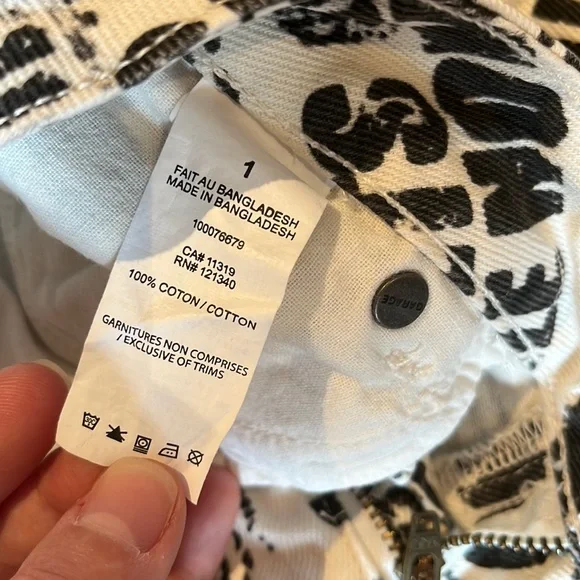 1
FAIT AU BANGLADESH
MADE IN BANGLADESH
100076679
CA# 11319
RN# 121340
100% COTON / COTTON
GARNITURES NON COMPRISES
/ EXCLUSIVE OF TRIMS
GARAGE